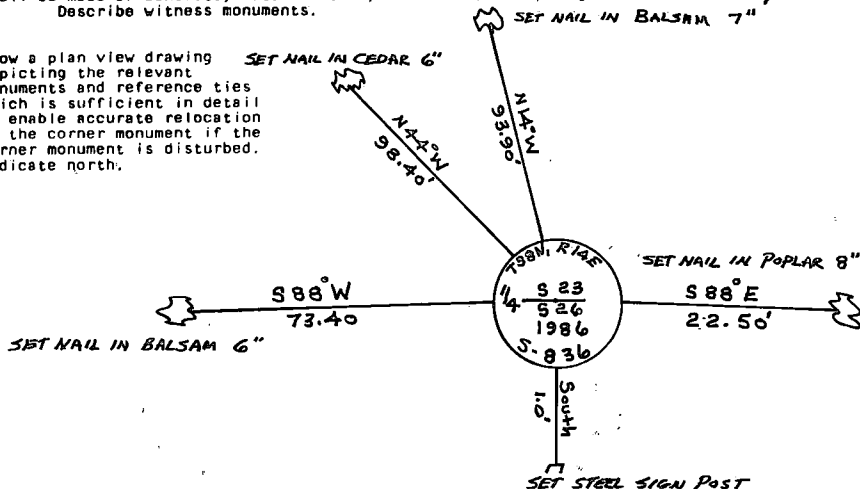 Describe witness monuments.
SET NAIL IN BALSAM 7"
ow a plan view drawing
picting the relevant
numents and reference ties
ich is sufficient in detail
enable accurate relocation
the corner monument if the
rner monument is disturbed.
dicate north.
SET NAIL IN CEDAR 6"
N44°W
98.40'
N14°W
93.90'
T38N, R14E
1/4 S 23
S 26
1986
S-836
SET NAIL IN POPLAR 8"
S 88° E
22.50'
S 88° W
73.40
SET NAIL IN BALSAM 6"
South
1.0'
SET STEEL SIGN POST